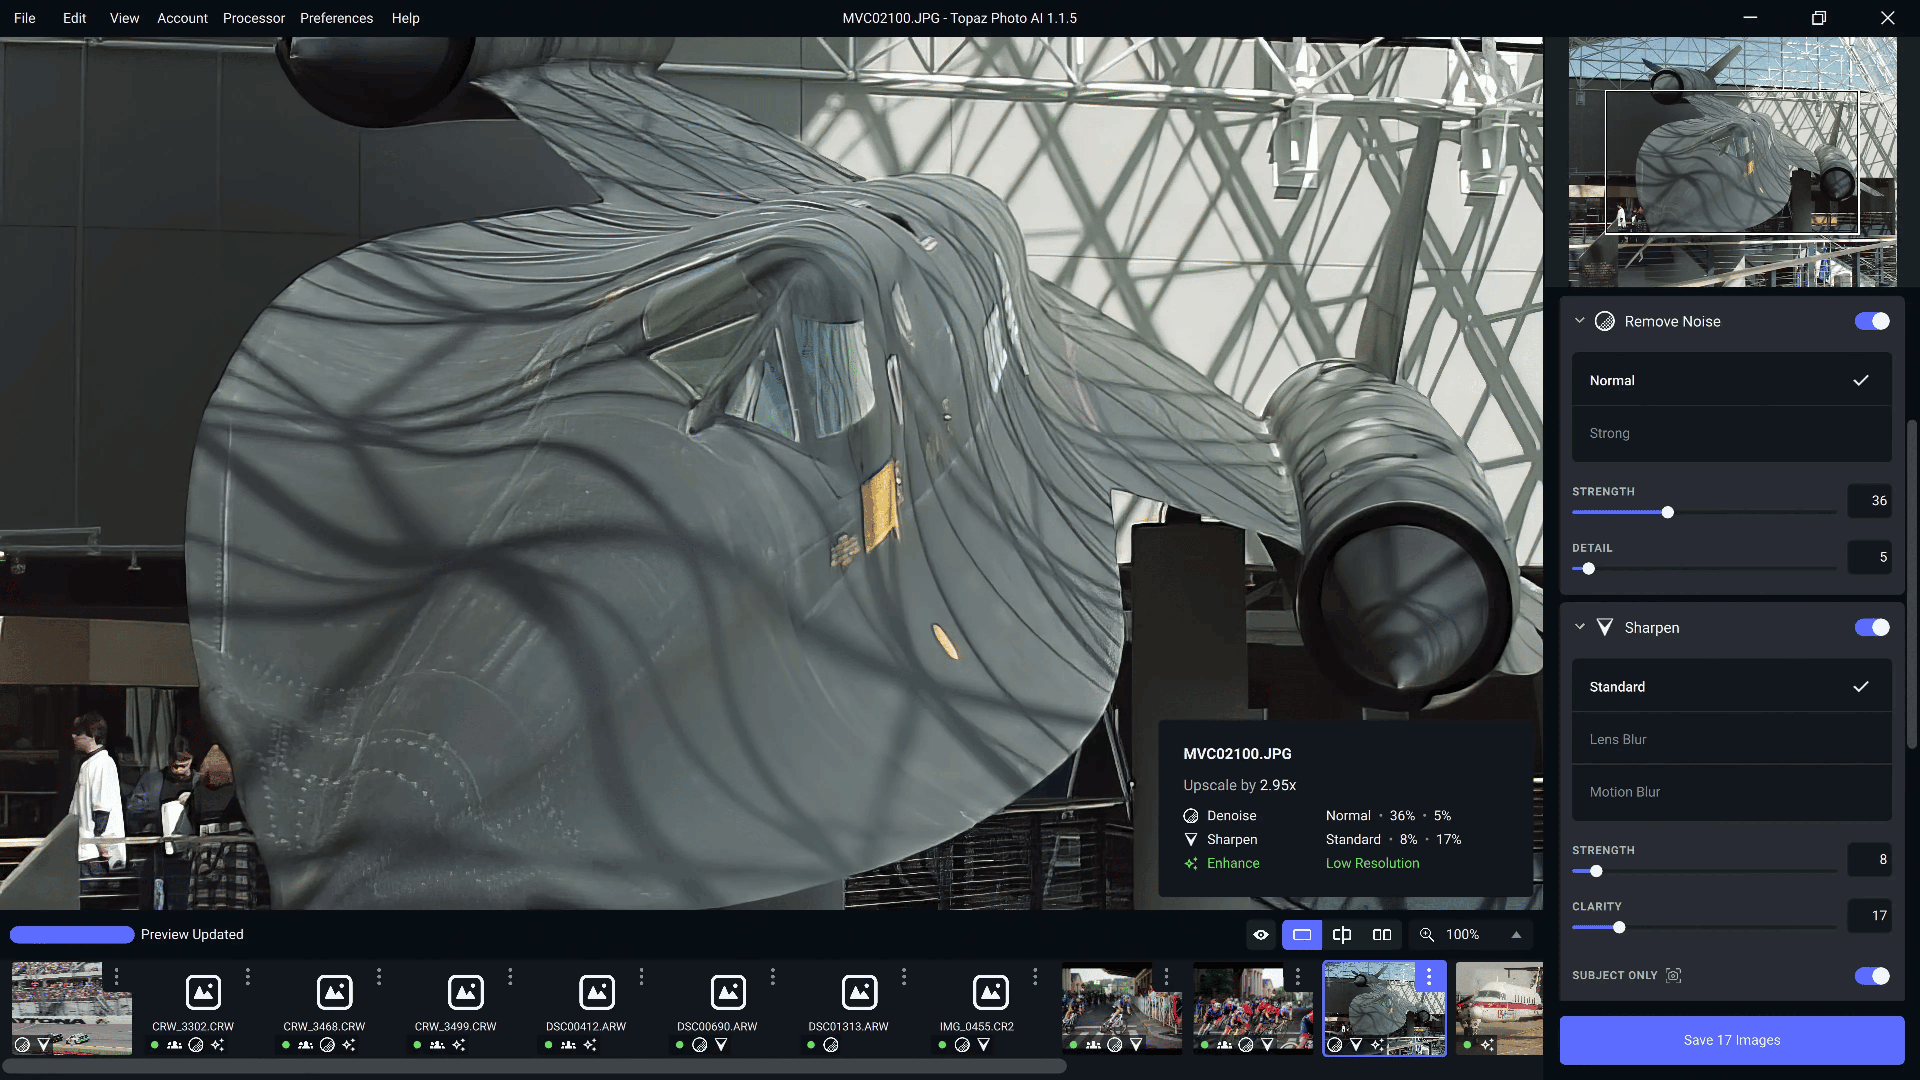 File Edit View Account Processor Preferences Help
MVC02100.JPG - Topaz Photo AI 1.1.5
Remove Noise
Normal
Strong
STRENGTH
36
DETAIL
5
Sharpen
Standard
Lens Blur
Motion Blur
STRENGTH
8
CLARITY
17
SUBJECT ONLY
Save 17 Images
MVC02100.JPG
Upscale by 2.95x
Denoise Normal • 36% • 5%
Sharpen Standard • 8% • 17%
Enhance Low Resolution
Preview Updated
100%
CRW_3302.CRW
CRW_3468.CRW
CRW_3499.CRW
DSC00412.ARW
DSC00690.ARW
DSC01313.ARW
IMG_0455.CR2